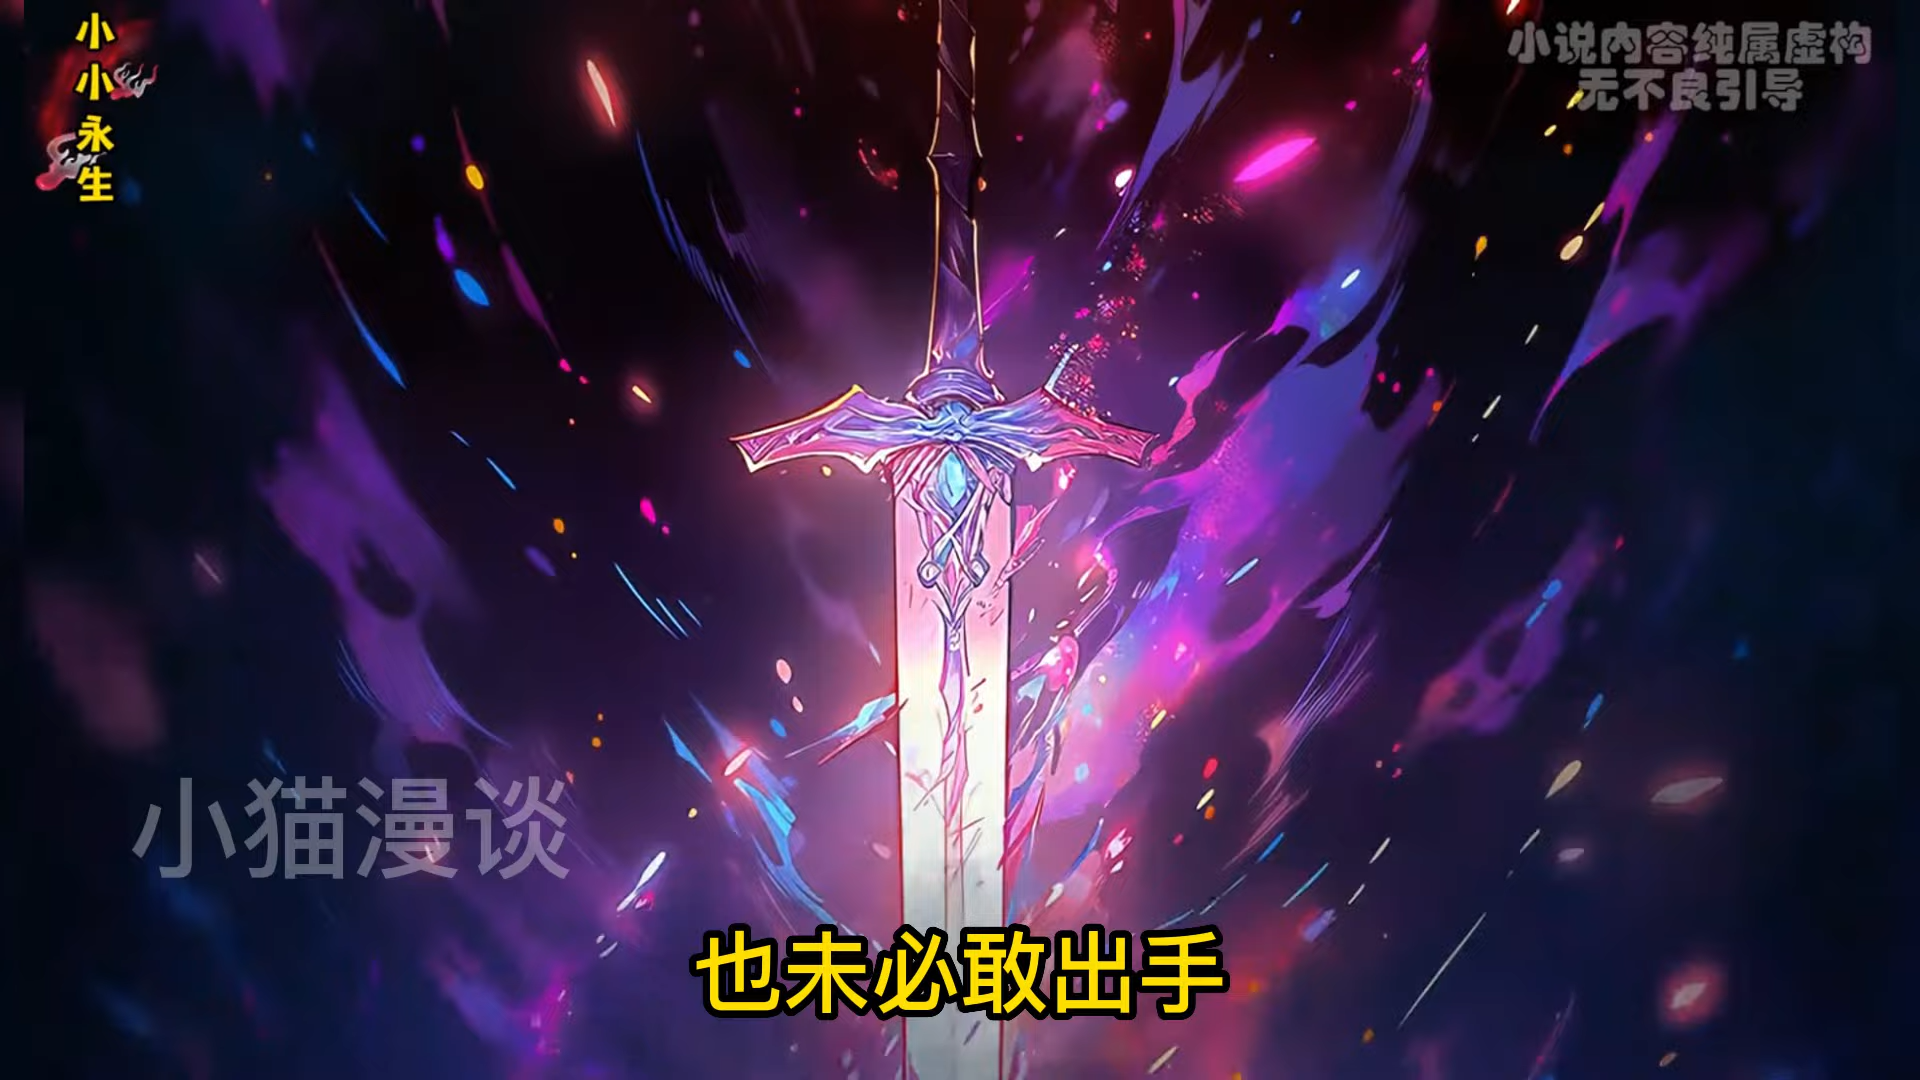 小小永生
小说内容纯属虚构
无不良引导
小猫漫谈
也未必敢出手